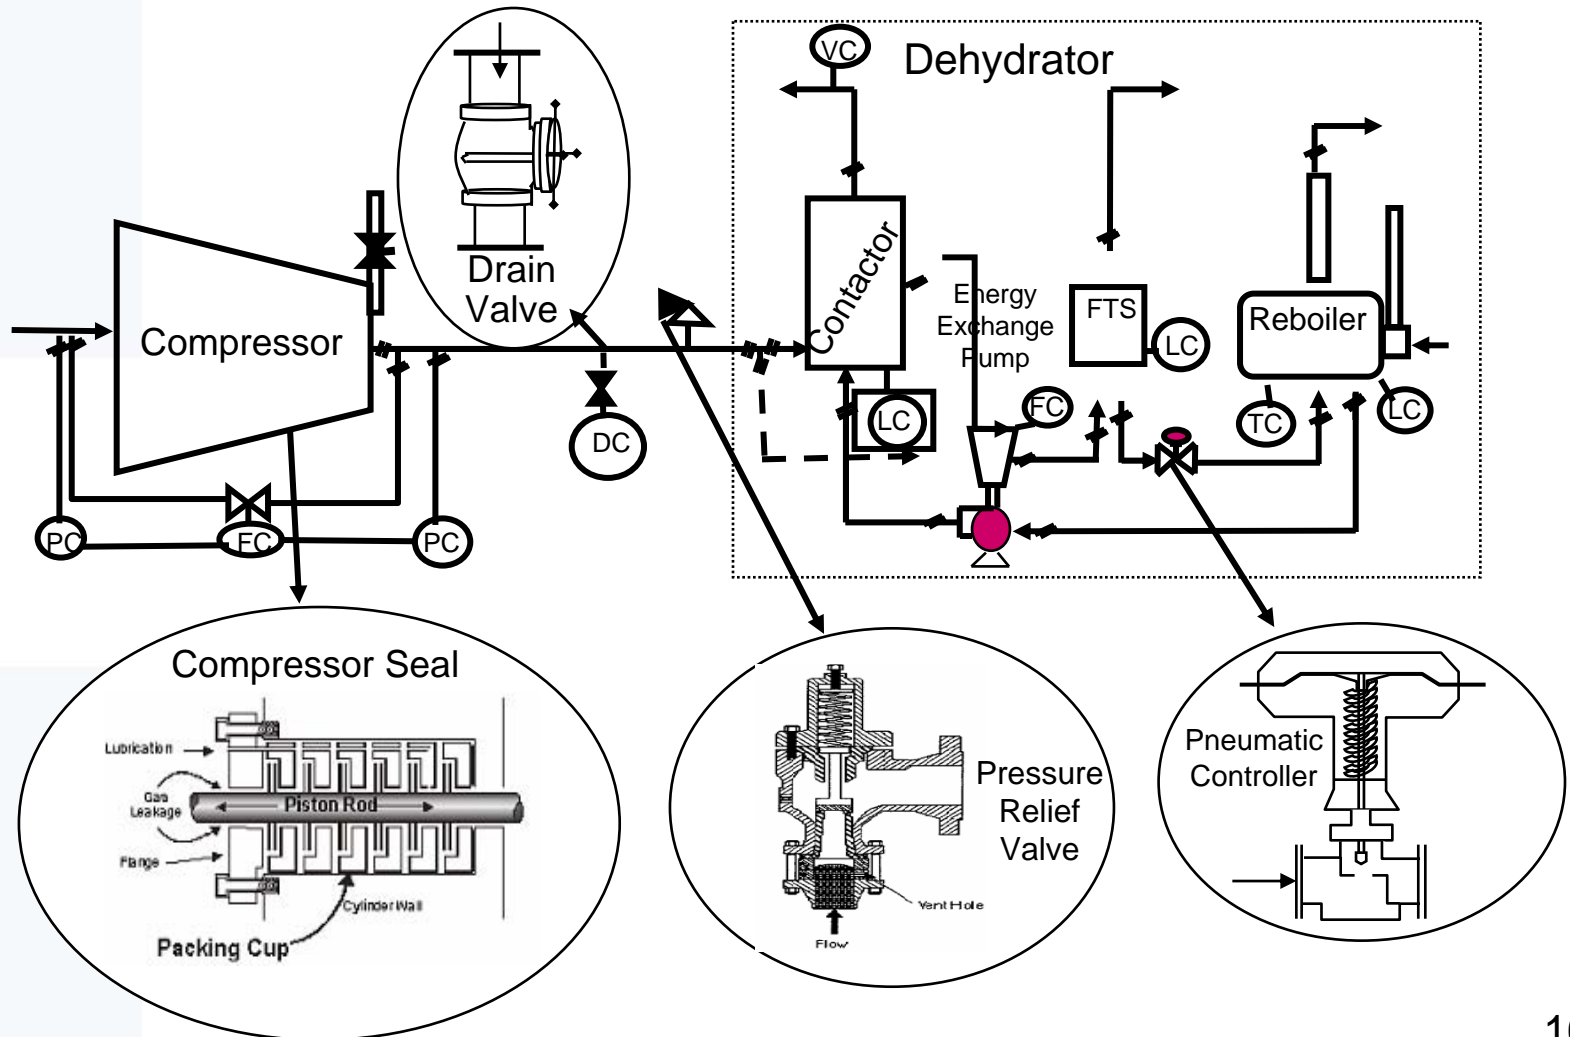 VC
Dehydrator
Drain
Valve
Compressor
Contactor
Energy
Exchange
Pump
FTS
LC
Reboiler
LC
FC
TC
LC
DC
PC
FC
PC
Compressor Seal
Lubrication
Gas
Leakage
Piston Rod
Flange
Cylinder Wall
Packing Cup
Pressure
Relief
Valve
Vent Hole
Flow
Pneumatic
Controller